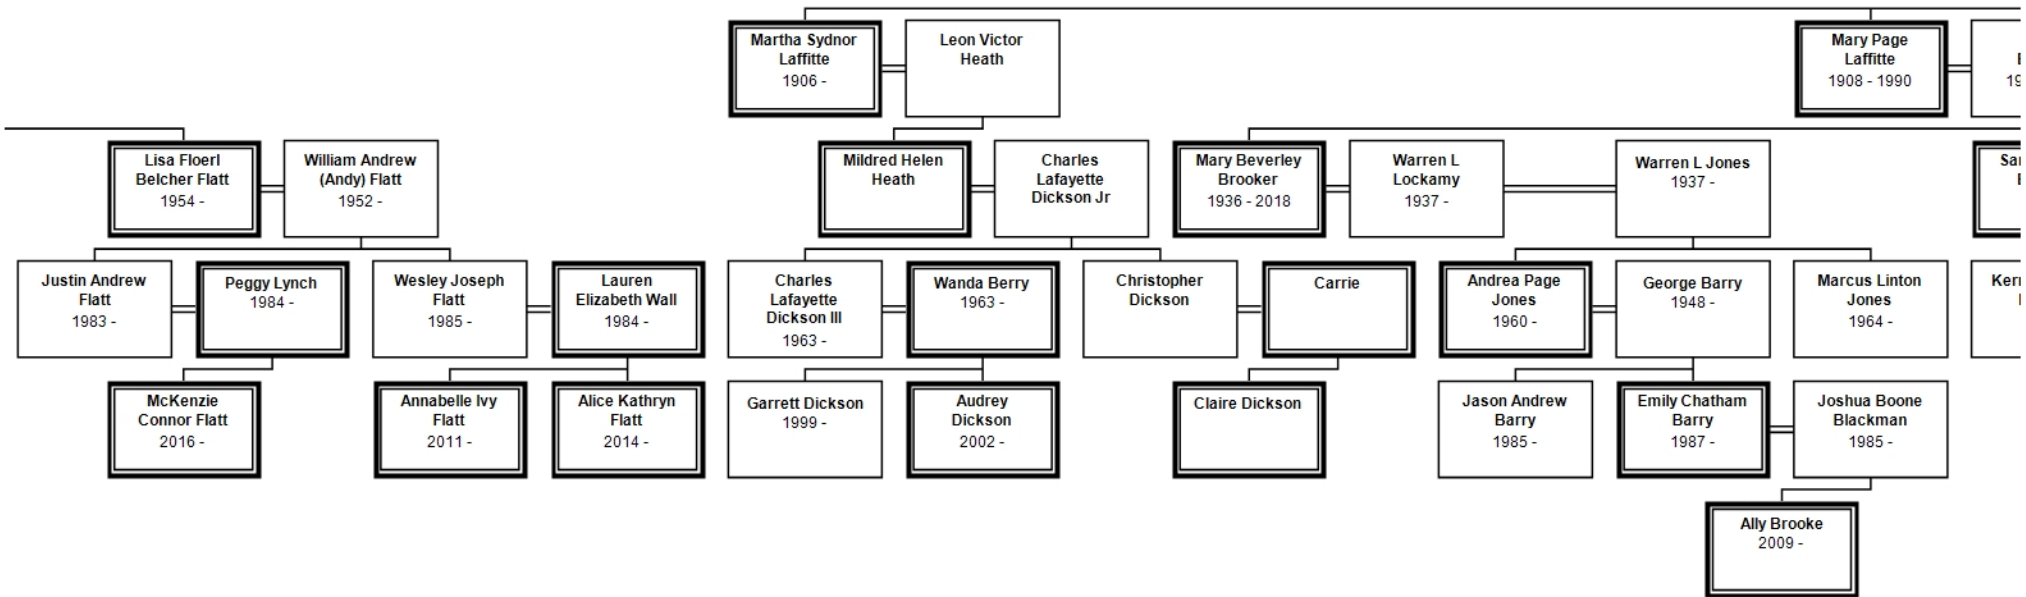 Martha Sydnor
Laffitte
1906 -
Leon Victor
Heath
Mary Page
Laffitte
1908 - 1990
Lisa Floerl
Belcher Flatt
1954 -
William Andrew
(Andy) Flatt
1952 -
Mildred Helen
Heath
Charles
Lafayette
Dickson Jr
Mary Beverley
Brooker
1936 - 2018
Warren L
Lockamy
1937 -
Warren L Jones
1937 -
Justin Andrew
Flatt
1983 -
Peggy Lynch
1984 -
Wesley Joseph
Flatt
1985 -
Lauren
Elizabeth Wall
1984 -
Charles
Lafayette
Dickson III
1963 -
Wanda Berry
1963 -
Christopher
Dickson
Carrie
Andrea Page
Jones
1960 -
George Barry
1948 -
Marcus Linton
Jones
1964 -
McKenzie
Connor Flatt
2016 -
Annabelle Ivy
Flatt
2011 -
Alice Kathryn
Flatt
2014 -
Garrett Dickson
1999 -
Audrey
Dickson
2002 -
Claire Dickson
Jason Andrew
Barry
1985 -
Emily Chatham
Barry
1987 -
Joshua Boone
Blackman
1985 -
Ally Brooke
2009 -